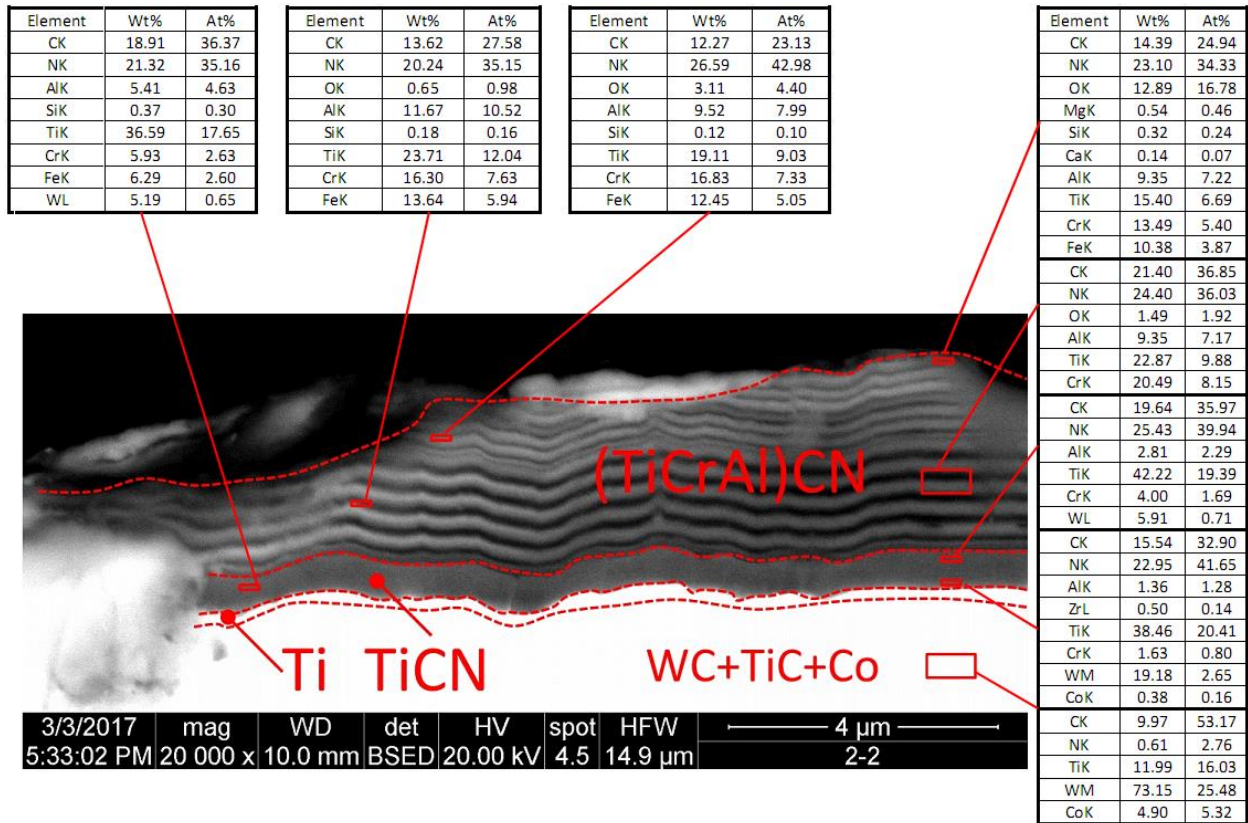 Element Wt% At%
CK 18.91 36.37
NK 21.32 35.16
AlK 5.41 4.63
SiK 0.37 0.30
TiK 36.59 17.65
CrK 5.93 2.63
FeK 6.29 2.60
WL 5.19 0.65
Element Wt% At%
CK 13.62 27.58
NK 20.24 35.15
OK 0.65 0.98
AlK 11.67 10.52
SiK 0.18 0.16
TiK 23.71 12.04
CrK 16.30 7.63
FeK 13.64 5.94
Element Wt% At%
CK 12.27 23.13
NK 26.59 42.98
OK 3.11 4.40
AlK 9.52 7.99
SiK 0.12 0.10
TiK 19.11 9.03
CrK 16.83 7.33
FeK 12.45 5.05
Element Wt% At%
CK 14.39 24.94
NK 23.10 34.33
OK 12.89 16.78
MgK 0.54 0.46
SiK 0.32 0.24
CaK 0.14 0.07
AlK 9.35 7.22
TiK 15.40 6.69
CrK 13.49 5.40
FeK 10.38 3.87
CK 21.40 36.85
NK 24.40 36.03
OK 1.49 1.92
AlK 9.35 7.17
TiK 22.87 9.88
CrK 20.49 8.15
CK 19.64 35.97
NK 25.43 39.94
AlK 2.81 2.29
TiK 42.22 19.39
CrK 4.00 1.69
WL 5.91 0.71
CK 15.54 32.90
NK 22.95 41.65
AlK 1.36 1.28
ZrL 0.50 0.14
TiK 38.46 20.41
CrK 1.63 0.80
WM 19.18 2.65
CoK 0.38 0.16
CK 9.97 53.17
NK 0.61 2.76
TiK 11.99 16.03
WM 73.15 25.48
CoK 4.90 5.32
(TiCrAl)CN
Ti TiCN WC+TiC+Co
3/3/2017 mag WD det HV spot HFW 4 µm
5:33:02 PM 20 000 x 10.0 mm BSED 20.00 kV 4.5 14.9 µm 2-2